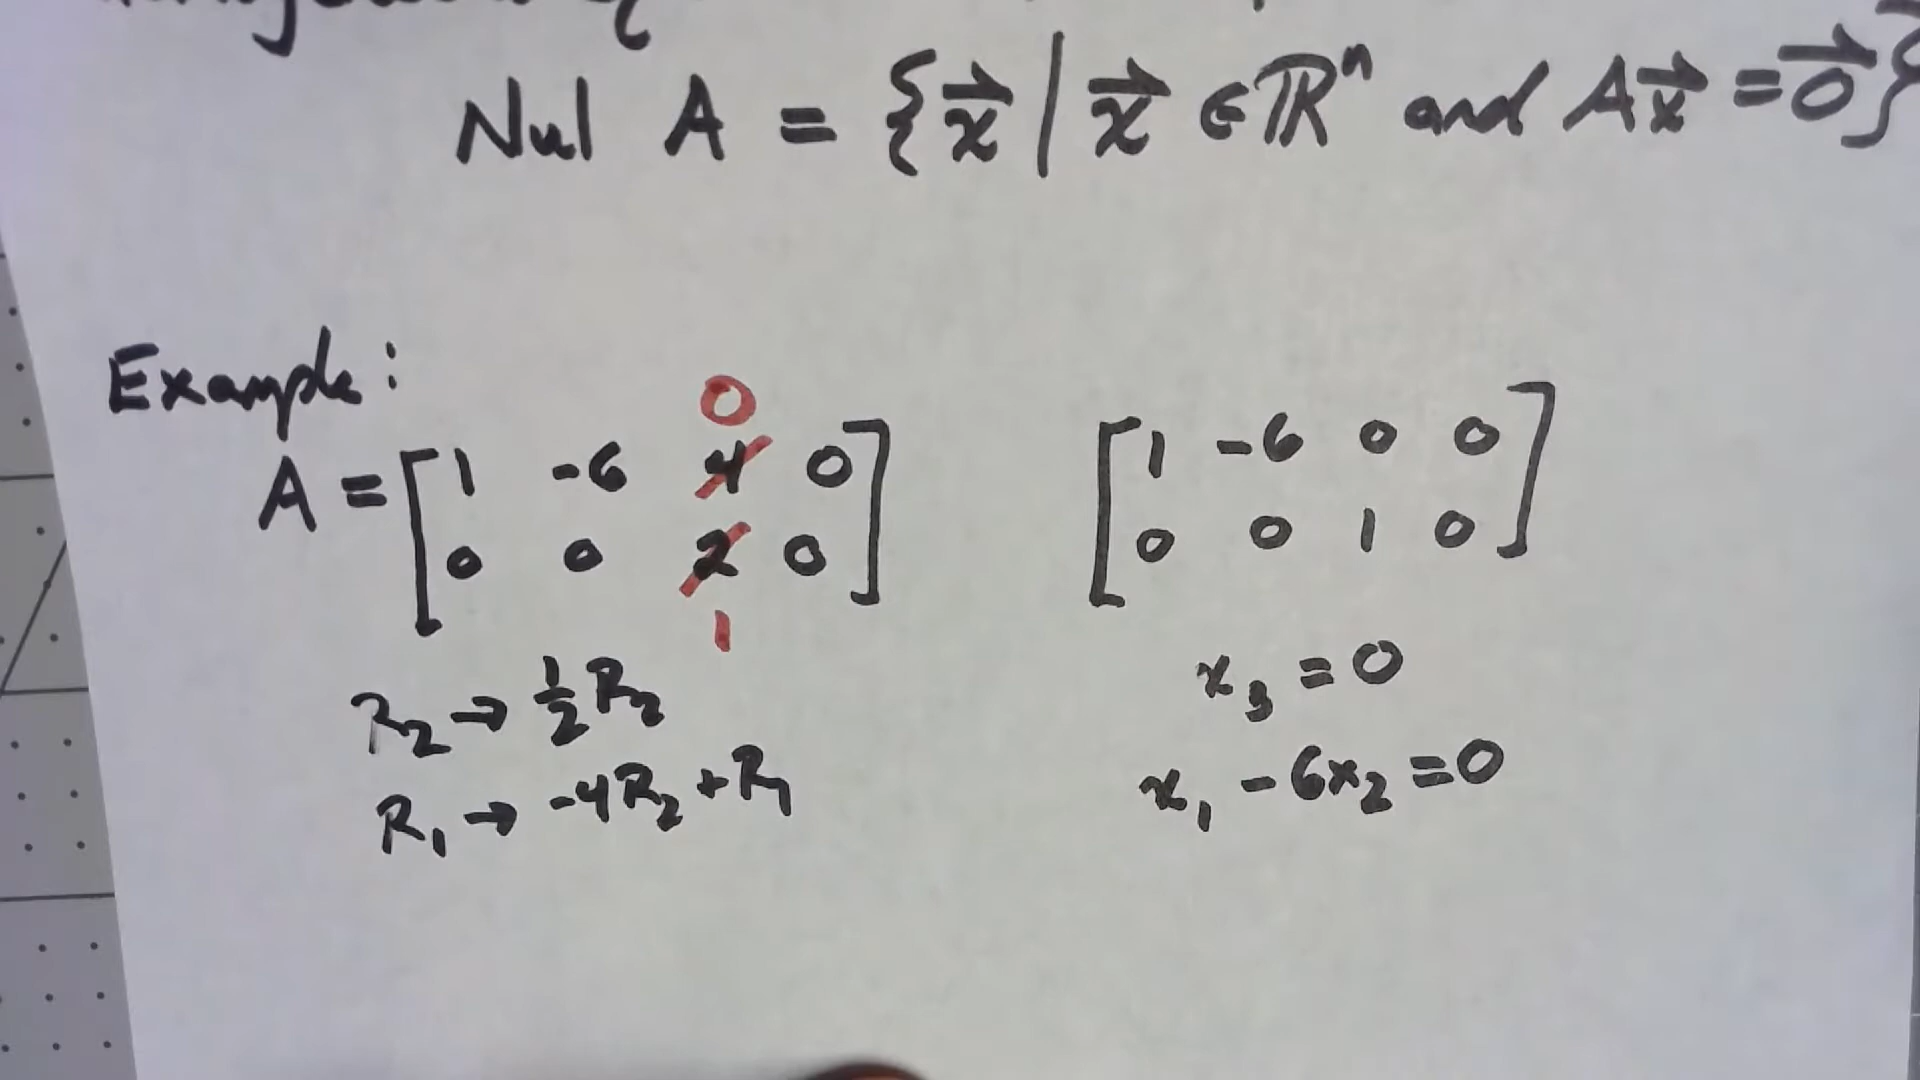 Nul A = {x⃗ | x⃗ ∈ ℝⁿ and Ax⃗ = 0⃗}
Example:
0
A = [1 -6 4 0
0 0 2 0]
1
R₂ → ½R₂
R₁ → -4R₂ + R₁
[1 -6 0 0
0 0 1 0]
x₃ = 0
x₁ - 6x₂ = 0